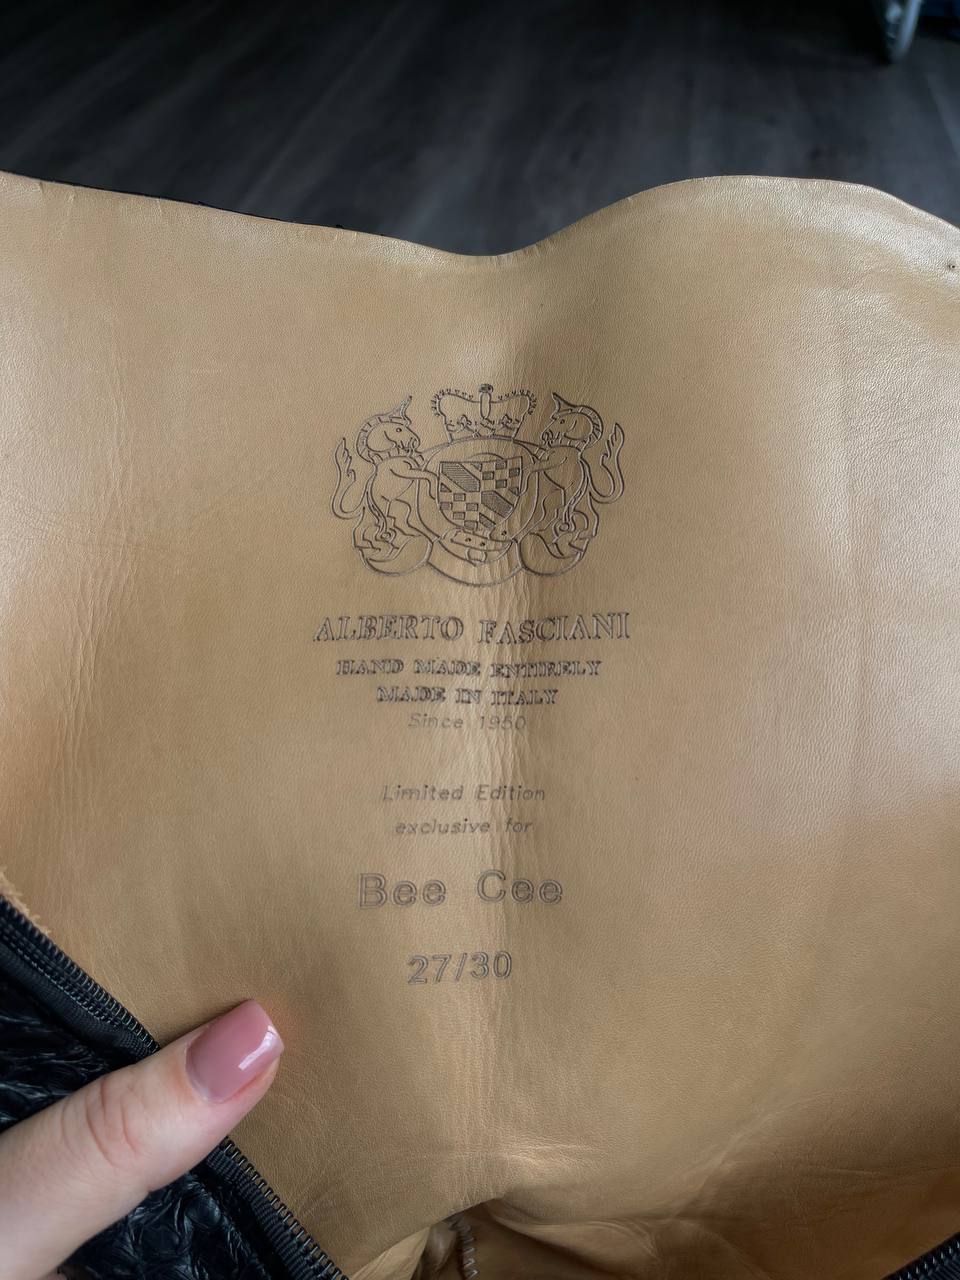 ALBERTO FASCIANI
HAND MADE ENTIRELY
MADE IN ITALY
Since 1950
Limited Edition
exclusive for
Bee Cee
27/30